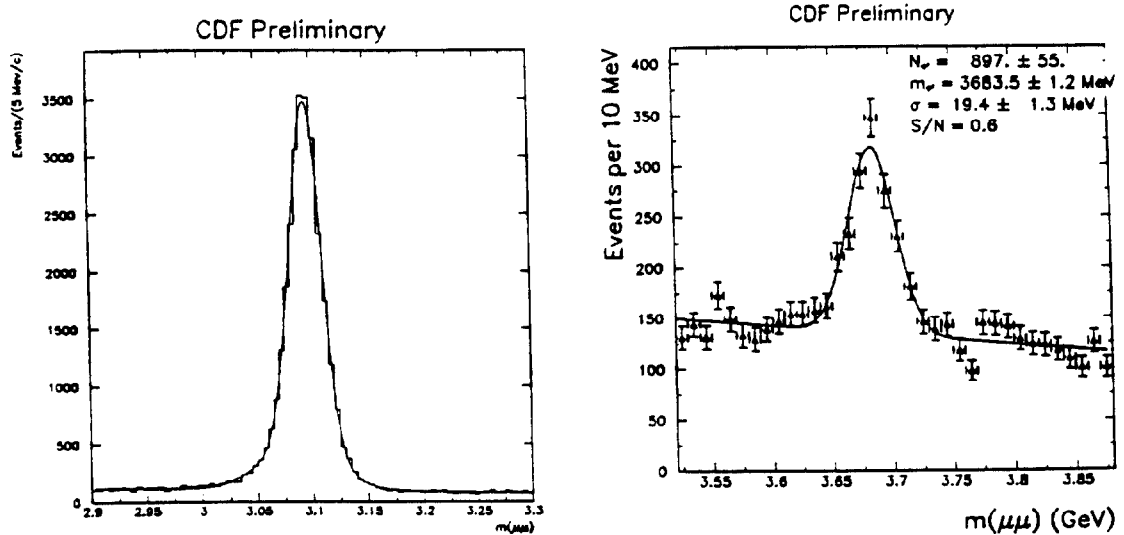 CDF Preliminary
Events/(5 Mev/c)
3500
3000
2500
2000
1500
1000
500
0
2.9 2.95 3 3.05 3.1 3.15 3.2 3.25 3.3
m(μμ)
CDF Preliminary
Events per 10 MeV
400
350
300
250
200
150
100
50
0
N_ψ = 897. ± 55.
m_ψ = 3683.5 ± 1.2 MeV
σ = 19.4 ± 1.3 MeV
S/N = 0.6
3.55 3.6 3.65 3.7 3.75 3.8 3.85
m(μμ) (GeV)